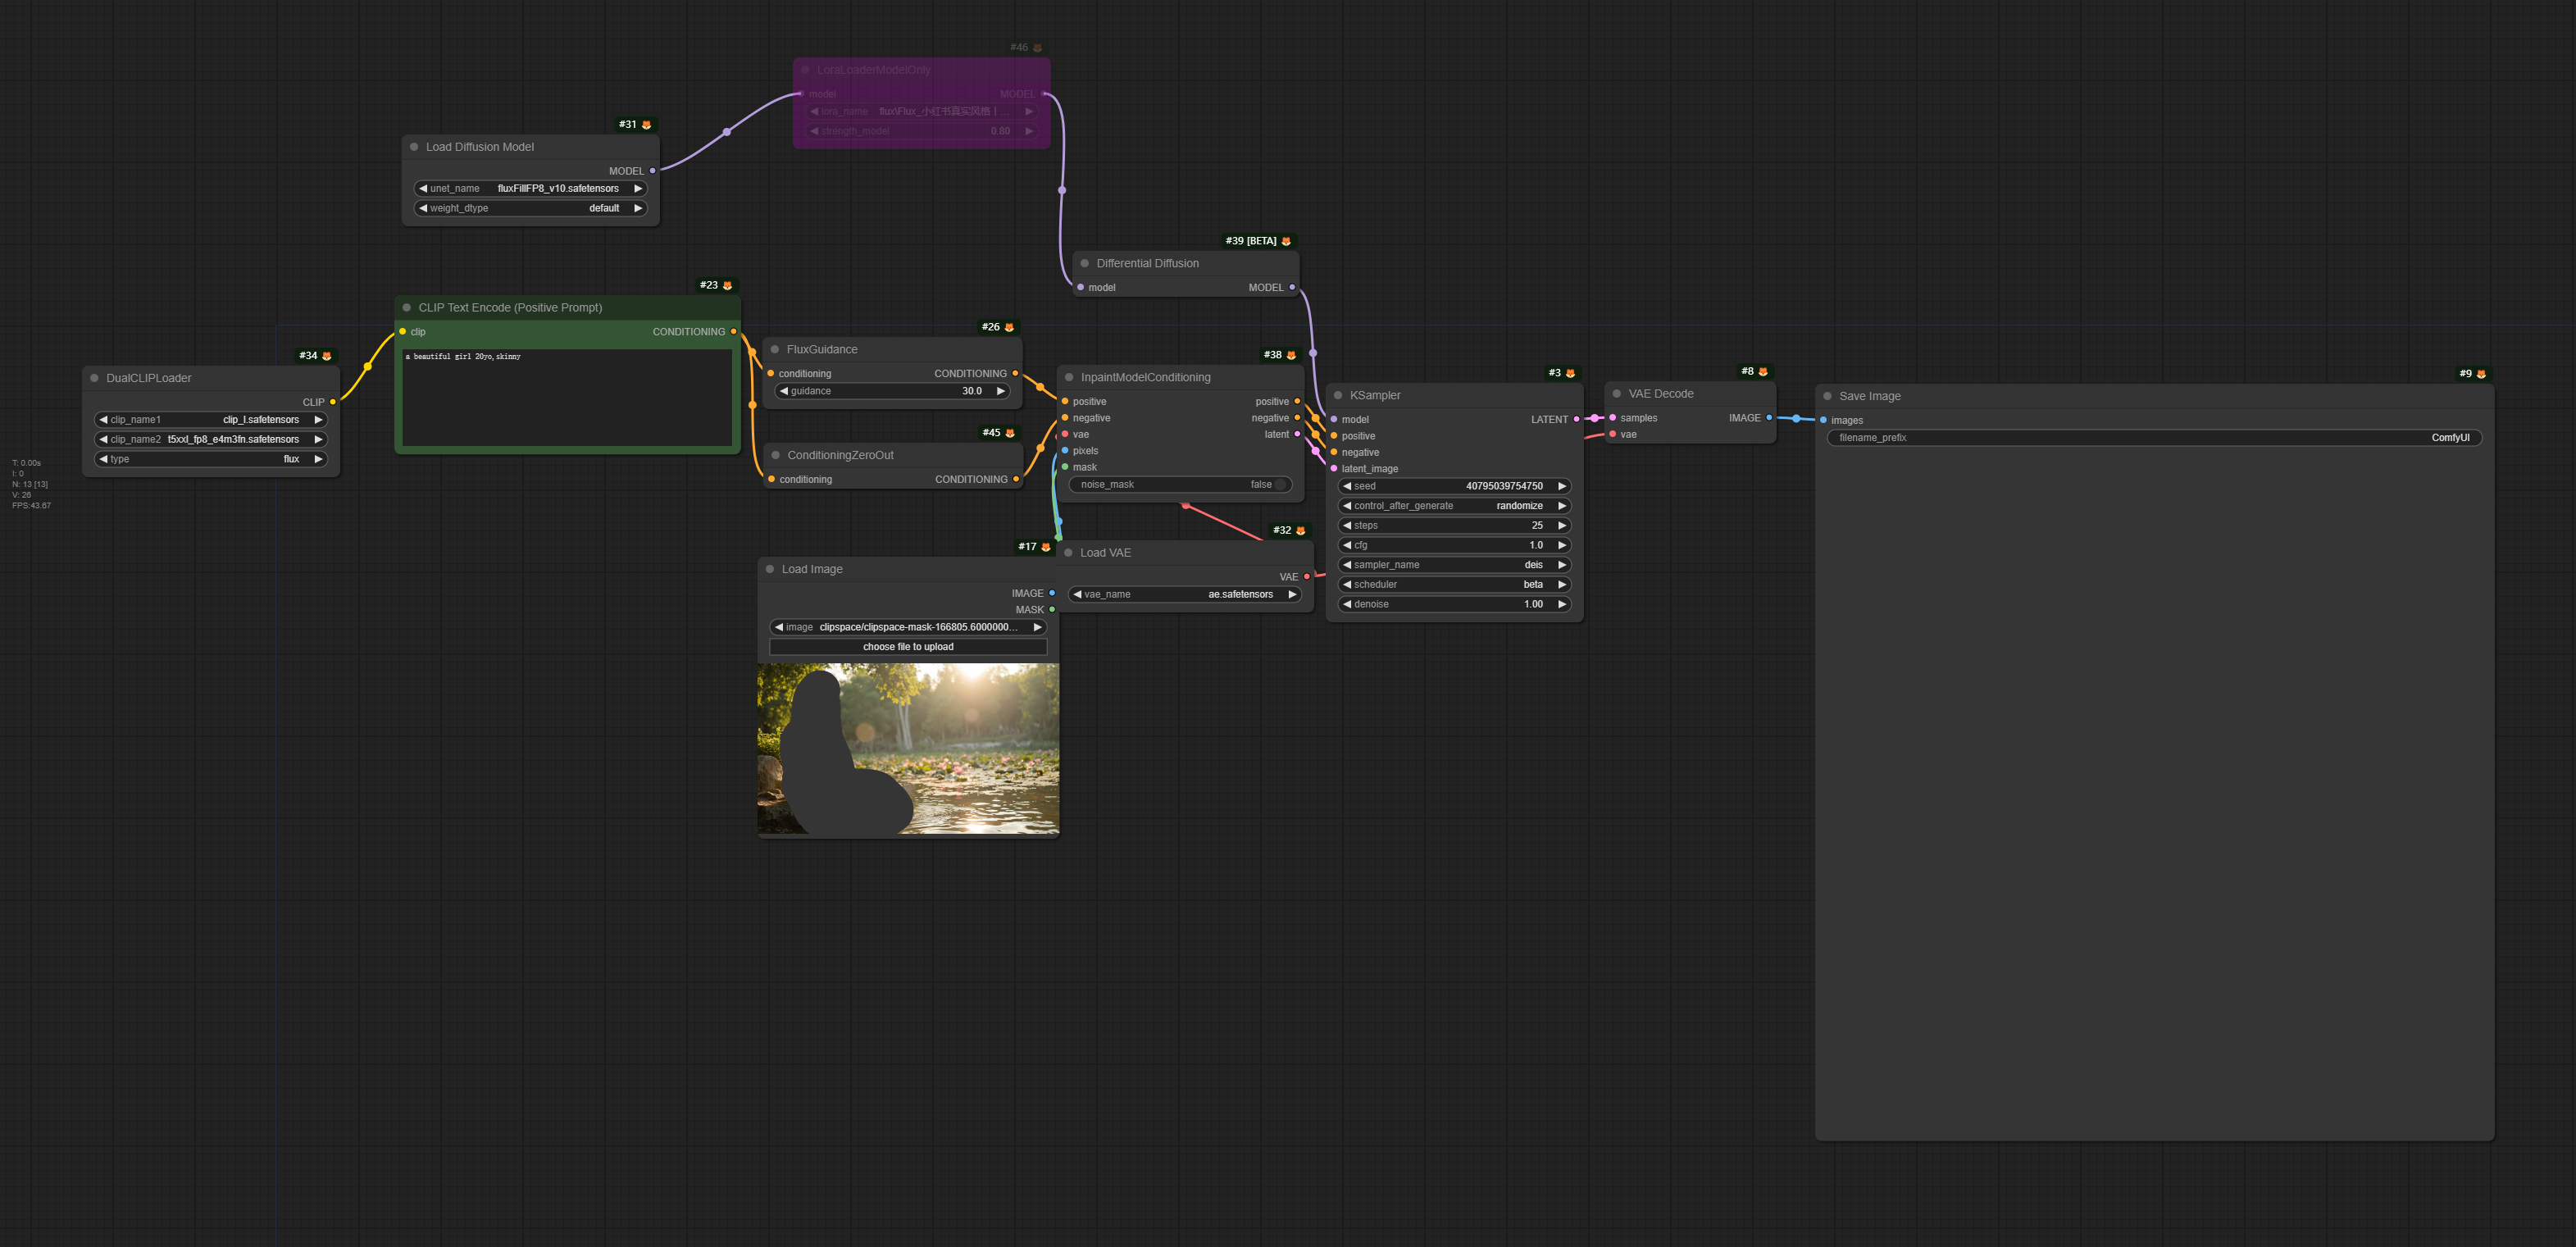 #46
LoraLoaderModelOnly
model MODEL
lora_name flux\Flux_小红书真实风格丨...
strength_model 0.80
#31
Load Diffusion Model
MODEL
unet_name fluxFillFP8_v10.safetensors
weight_dtype default
#39 [BETA]
Differential Diffusion
model MODEL
#23
CLIP Text Encode (Positive Prompt)
clip CONDITIONING
a beautiful girl 20yo,skinny
#34
DualCLIPLoader
CLIP
clip_name1 clip_l.safetensors
clip_name2 t5xxl_fp8_e4m3fn.safetensors
type flux
T: 0.00s
I: 0
N: 13 [13]
V: 26
FPS:43.67
#26
FluxGuidance
conditioning CONDITIONING
guidance 30.0
#45
ConditioningZeroOut
conditioning CONDITIONING
#38
InpaintModelConditioning
positive positive
negative negative
vae latent
pixels
mask
noise_mask false
#17
Load Image
IMAGE
MASK
image clipspace/clipspace-mask-166805.6000000...
choose file to upload
#32
Load VAE
VAE
vae_name ae.safetensors
#3
KSampler
model LATENT
positive
negative
latent_image
seed 40795039754750
control_after_generate randomize
steps 25
cfg 1.0
sampler_name deis
scheduler beta
denoise 1.00
#8
VAE Decode
samples IMAGE
vae
#9
Save Image
images
filename_prefix ComfyUI